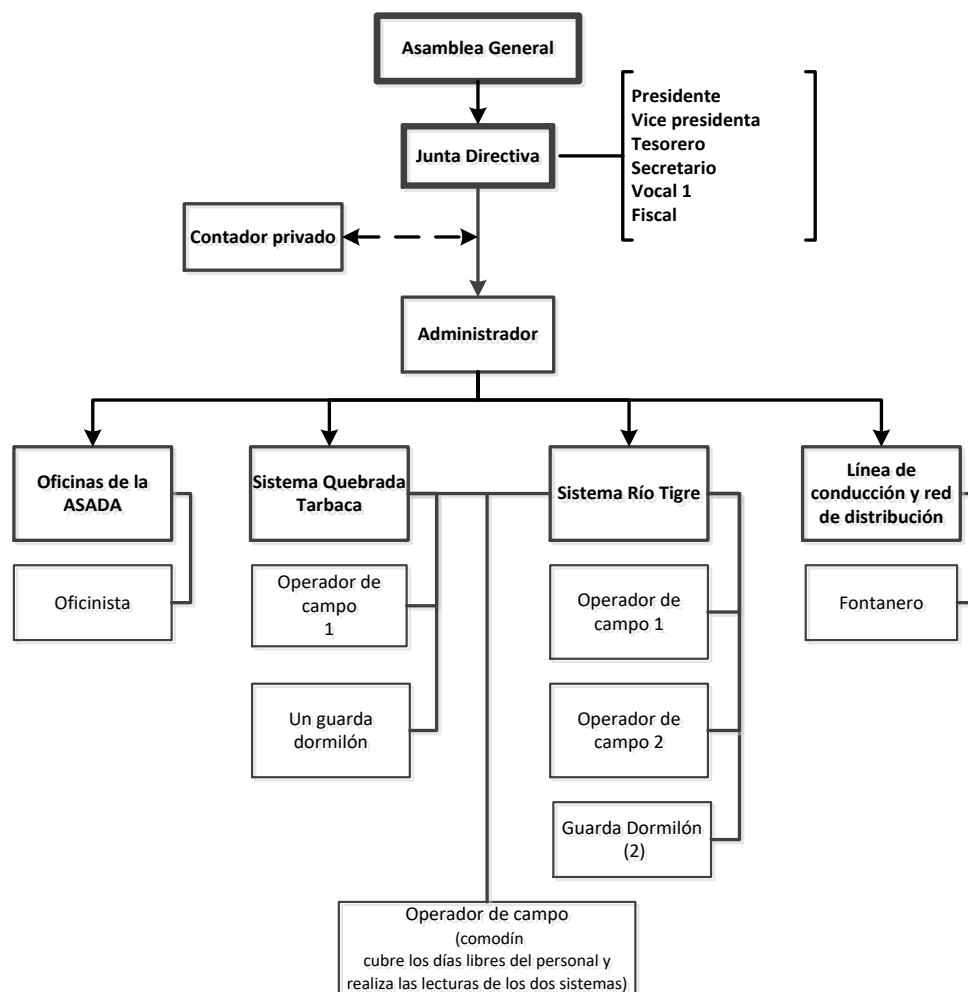 Asamblea General
Junta Directiva
Presidente
Vice presidenta
Tesorero
Secretario
Vocal 1
Fiscal
Contador privado
Administrador
Oficinas de la
ASADA
Sistema Quebrada
Tarbaca
Sistema Río Tigre
Línea de
conducción y red
de distribución
Oficinista
Operador de
campo
1
Operador de
campo 1
Fontanero
Un guarda
dormilón
Operador de
campo 2
Guarda Dormilón
(2)
Operador de campo
(comodín
cubre los días libres del personal y
realiza las lecturas de los dos sistemas)